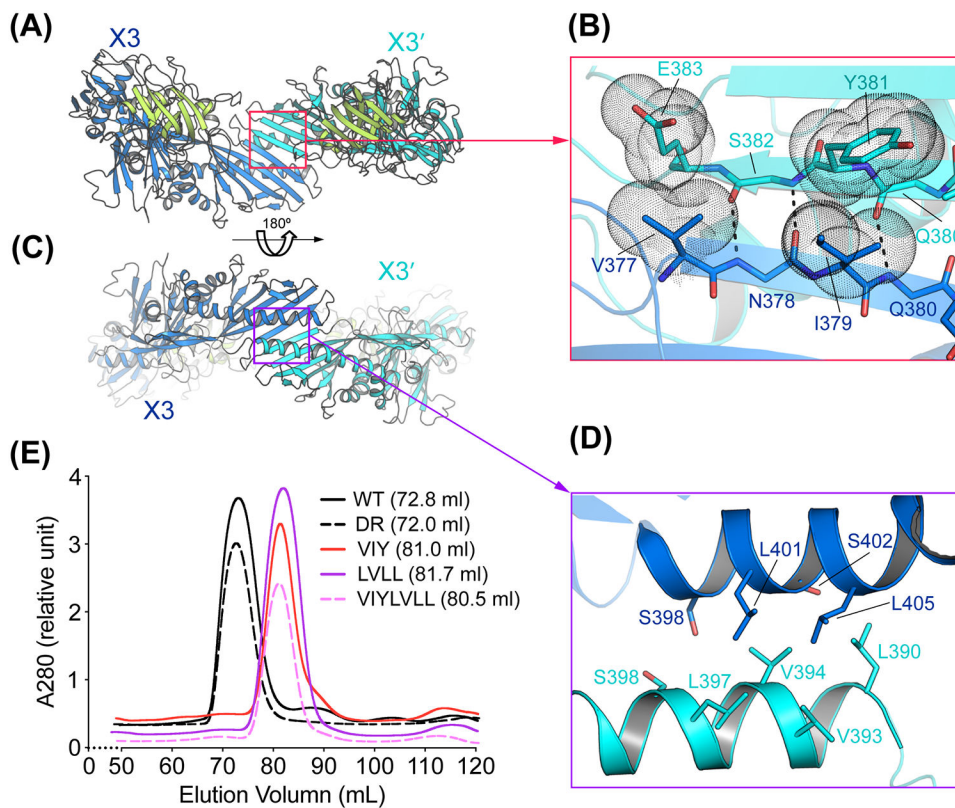 (A)
X3
X3′
(B)
E383
Y381
S382
Q380
V377
N378
I379
Q380
180º
(C)
X3′
X3
(D)
L401
S402
S398
L405
L390
S398
L397
V394
V393
(E)
WT (72.8 ml)
DR (72.0 ml)
VIY (81.0 ml)
LVLL (81.7 ml)
VIYLVLL (80.5 ml)
A280 (relative unit)
4
3
2
1
0
0 50 60 70 80 90 100 110 120
Elution Volumn (mL)